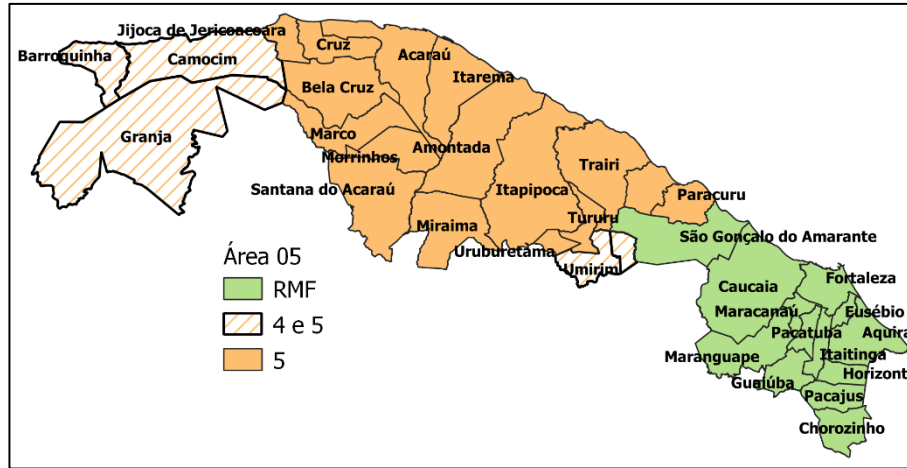 Jijoca de Jericoacoara
Barroquinha
Camocim
Cruz
Acaraú
Itarema
Bela Cruz
Granja
Marco
Morrinhos
Amontada
Trairi
Santana do Acaraú
Itapipoca
Paracuru
Miraima
Tururu
Uruburetama
São Gonçalo do Amarante
Umirim
Área 05
RMF
4 e 5
5
Caucaia
Fortaleza
Maracanaú
Eusébio
Pacatuba
Aquira
Maranguape
Itaitinga
Guaiúba
Horizont
Pacajus
Chorozinho